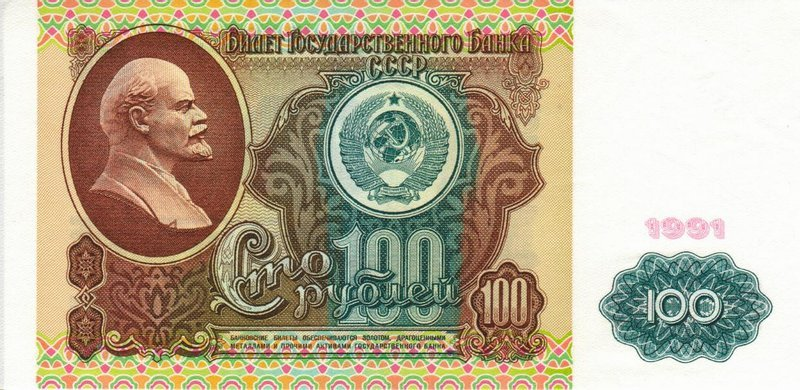 Билет Государственного Банка
СССР
1991
Сто
рублей
100
100
100
БАНКОВСКИЕ БИЛЕТЫ ОБЕСПЕЧИВАЮТСЯ ЗОЛОТОМ, ДРАГОЦЕННЫМИ
МЕТАЛЛАМИ И ПРОЧИМИ АКТИВАМИ ГОСУДАРСТВЕННОГО БАНКА